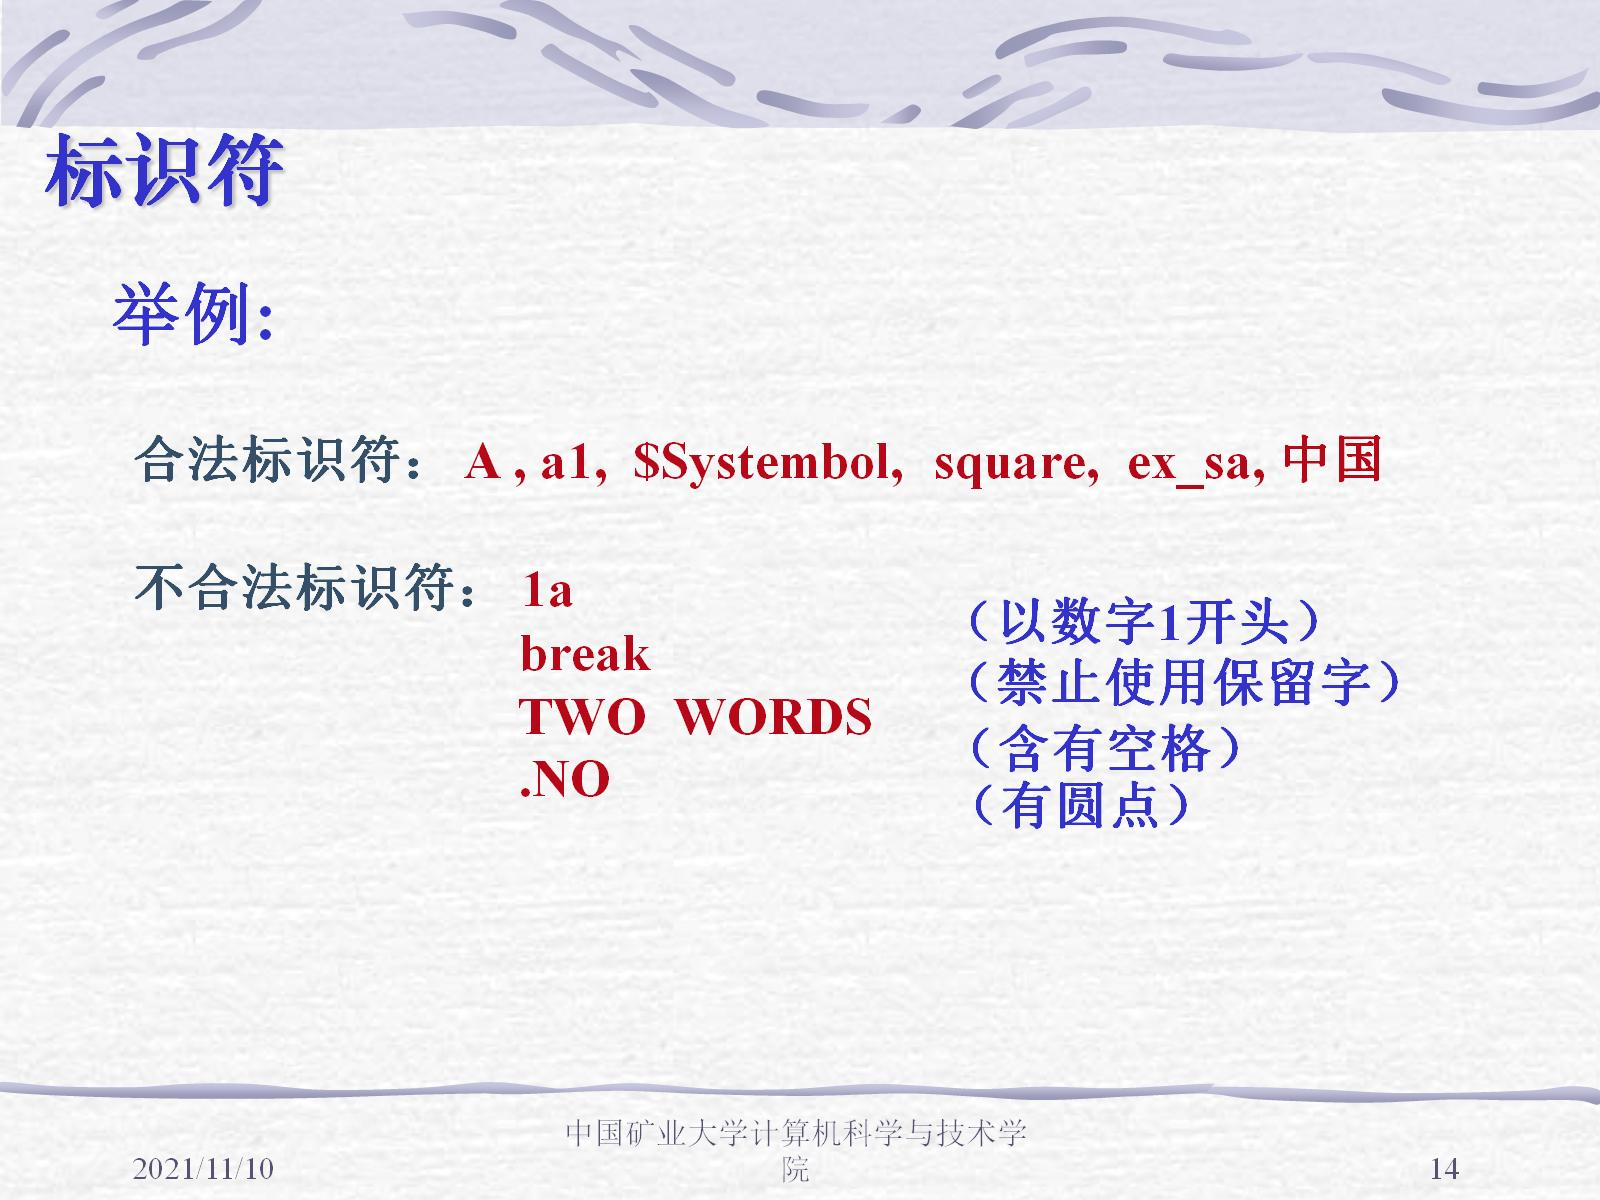 标识符
举例:
合法标识符： A , a1, $Systembol, square, ex_sa, 中国
不合法标识符： 1a
（以数字1开头）
break
（禁止使用保留字）
TWO WORDS
（含有空格）
.NO
（有圆点）
中国矿业大学计算机科学与技术学
院
2021/11/10
14